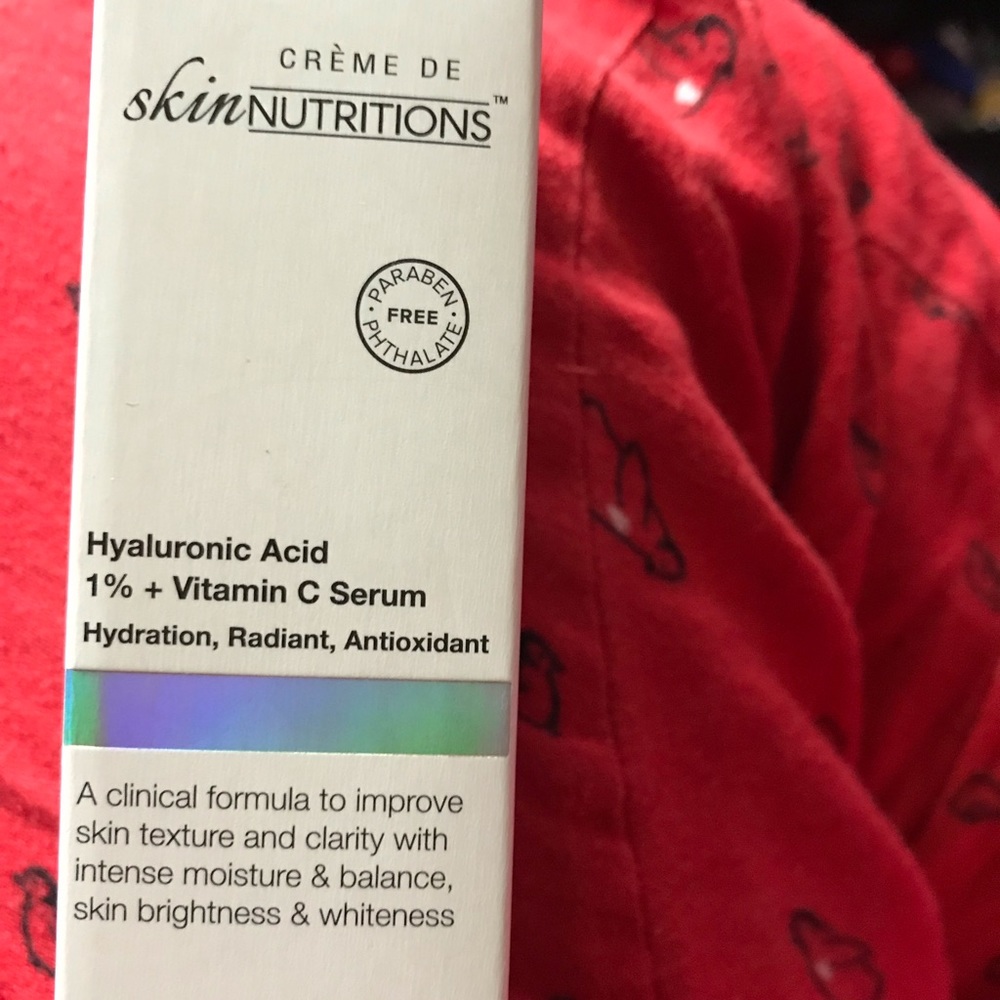 CRÈME DE
skinNUTRITIONS™
PARABEN
FREE
PHTHALATE
Hyaluronic Acid
1% + Vitamin C Serum
Hydration, Radiant, Antioxidant
A clinical formula to improve
skin texture and clarity with
intense moisture & balance,
skin brightness & whiteness